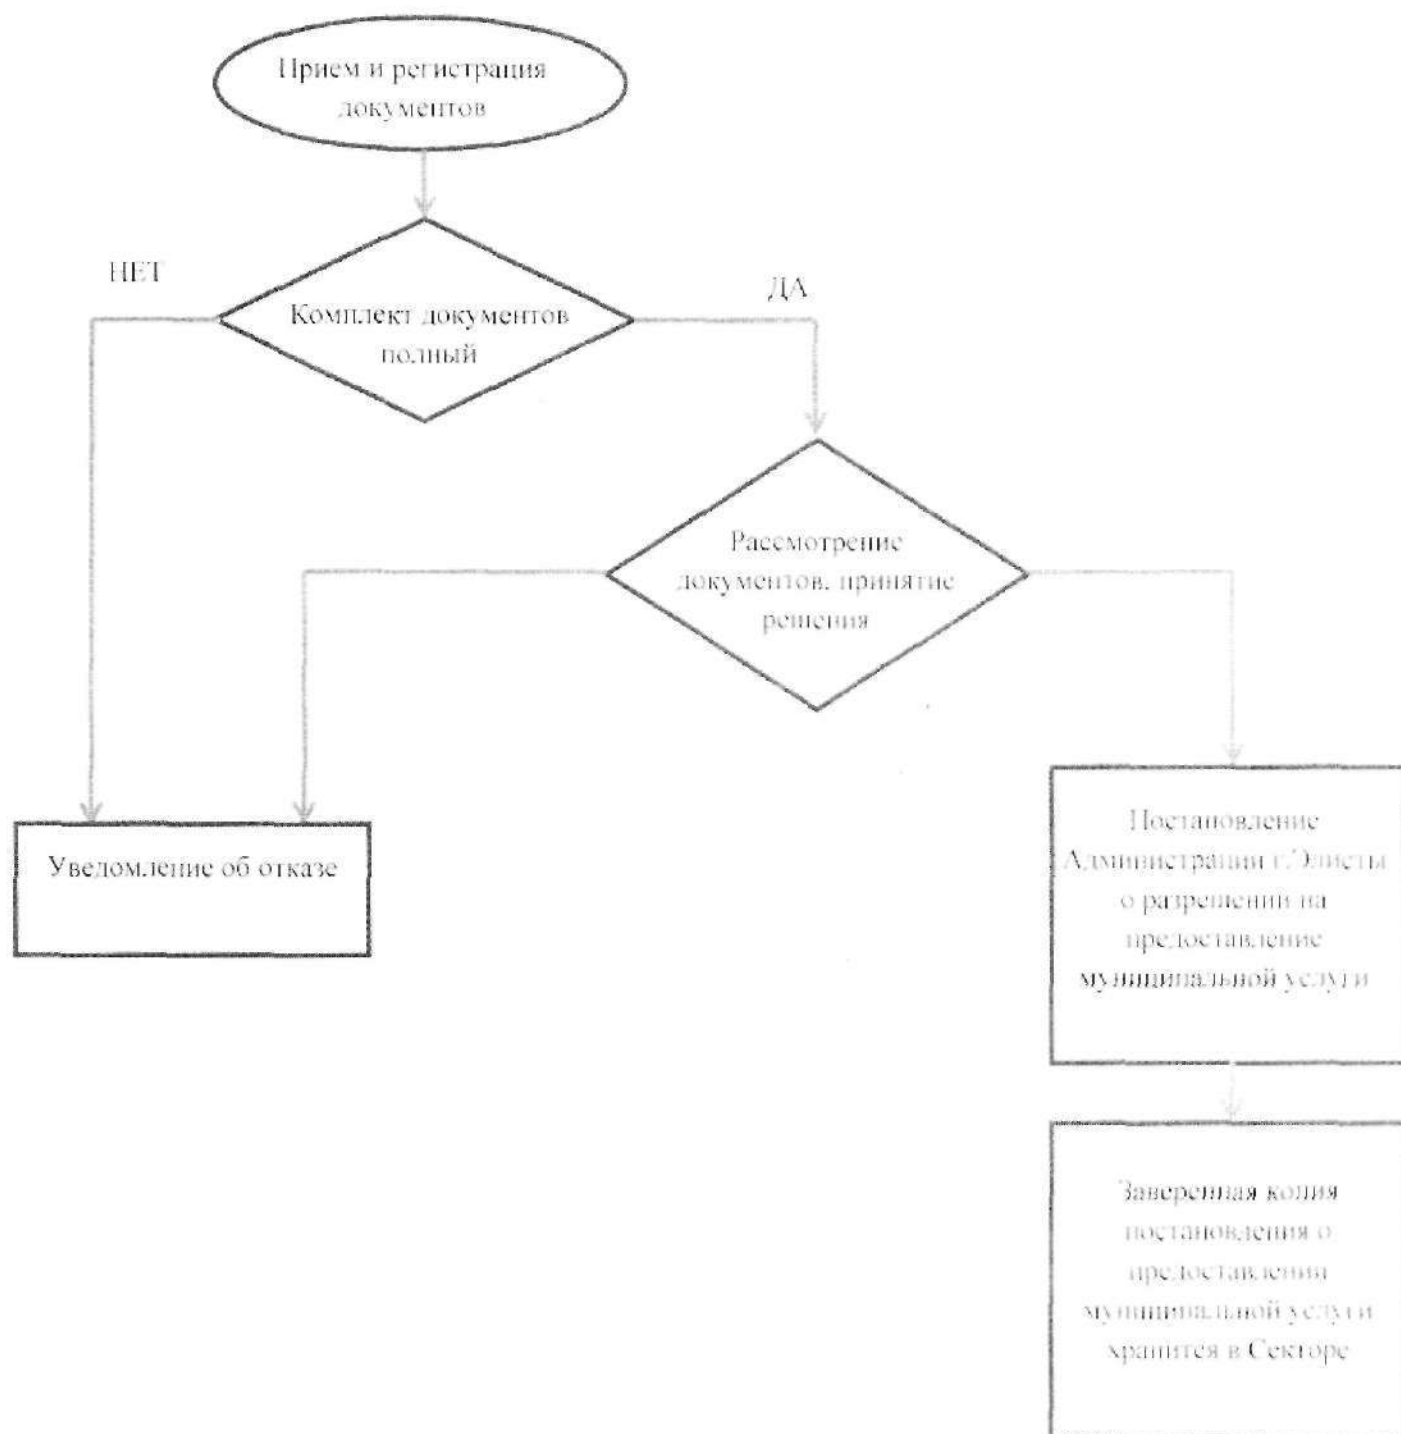 Прием и регистрация
документов
НЕТ
ДА
Комплект документов
полный
Рассмотрение
документов, принятие
решения
Уведомление об отказе
Постановление
Администрации г.Элисты
о разрешении на
предоставление
муниципальной услуги
Заверенная копия
постановления о
предоставлении
муниципальной услуги
хранится в Секторе